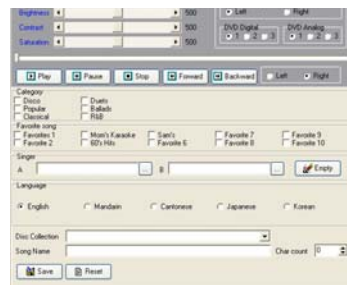 Brightness 500 Left Right
Contrast 500 DVD Digital DVD Analog
Saturation 500 1 2 3 1 2 3
Play Pause Stop Forward Backward Left Right
Category
Disco Duets
Popular Ballads
Classical R&B
Favorite song
Favorites 1 Mom's Karaoke Sam's Favorite 7 Favorite 9
Favorite 2 60's Hits Favorite 6 Favorite 8 Favorite 10
Singer
A ... B ... Empty
Language
English Mandarin Cantonese Japanese Korean
Disc Collection
Song Name Char count 0
Save Reset